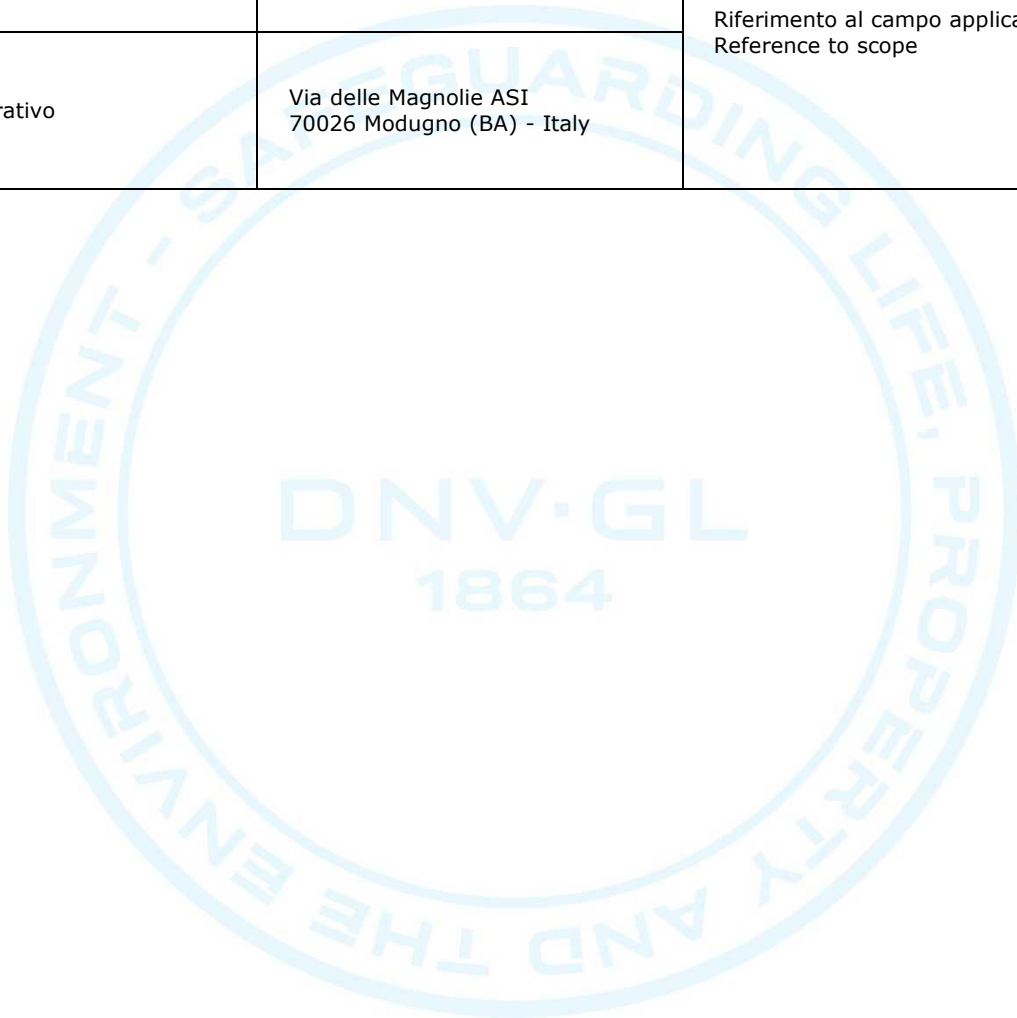 Riferimento al campo applica
Reference to scope
rativo
Via delle Magnolie ASI
70026 Modugno (BA) - Italy
SAFEGUARDING LIFE, PROPERTY AND THE ENVIRONMENT -
DNV·GL
1864